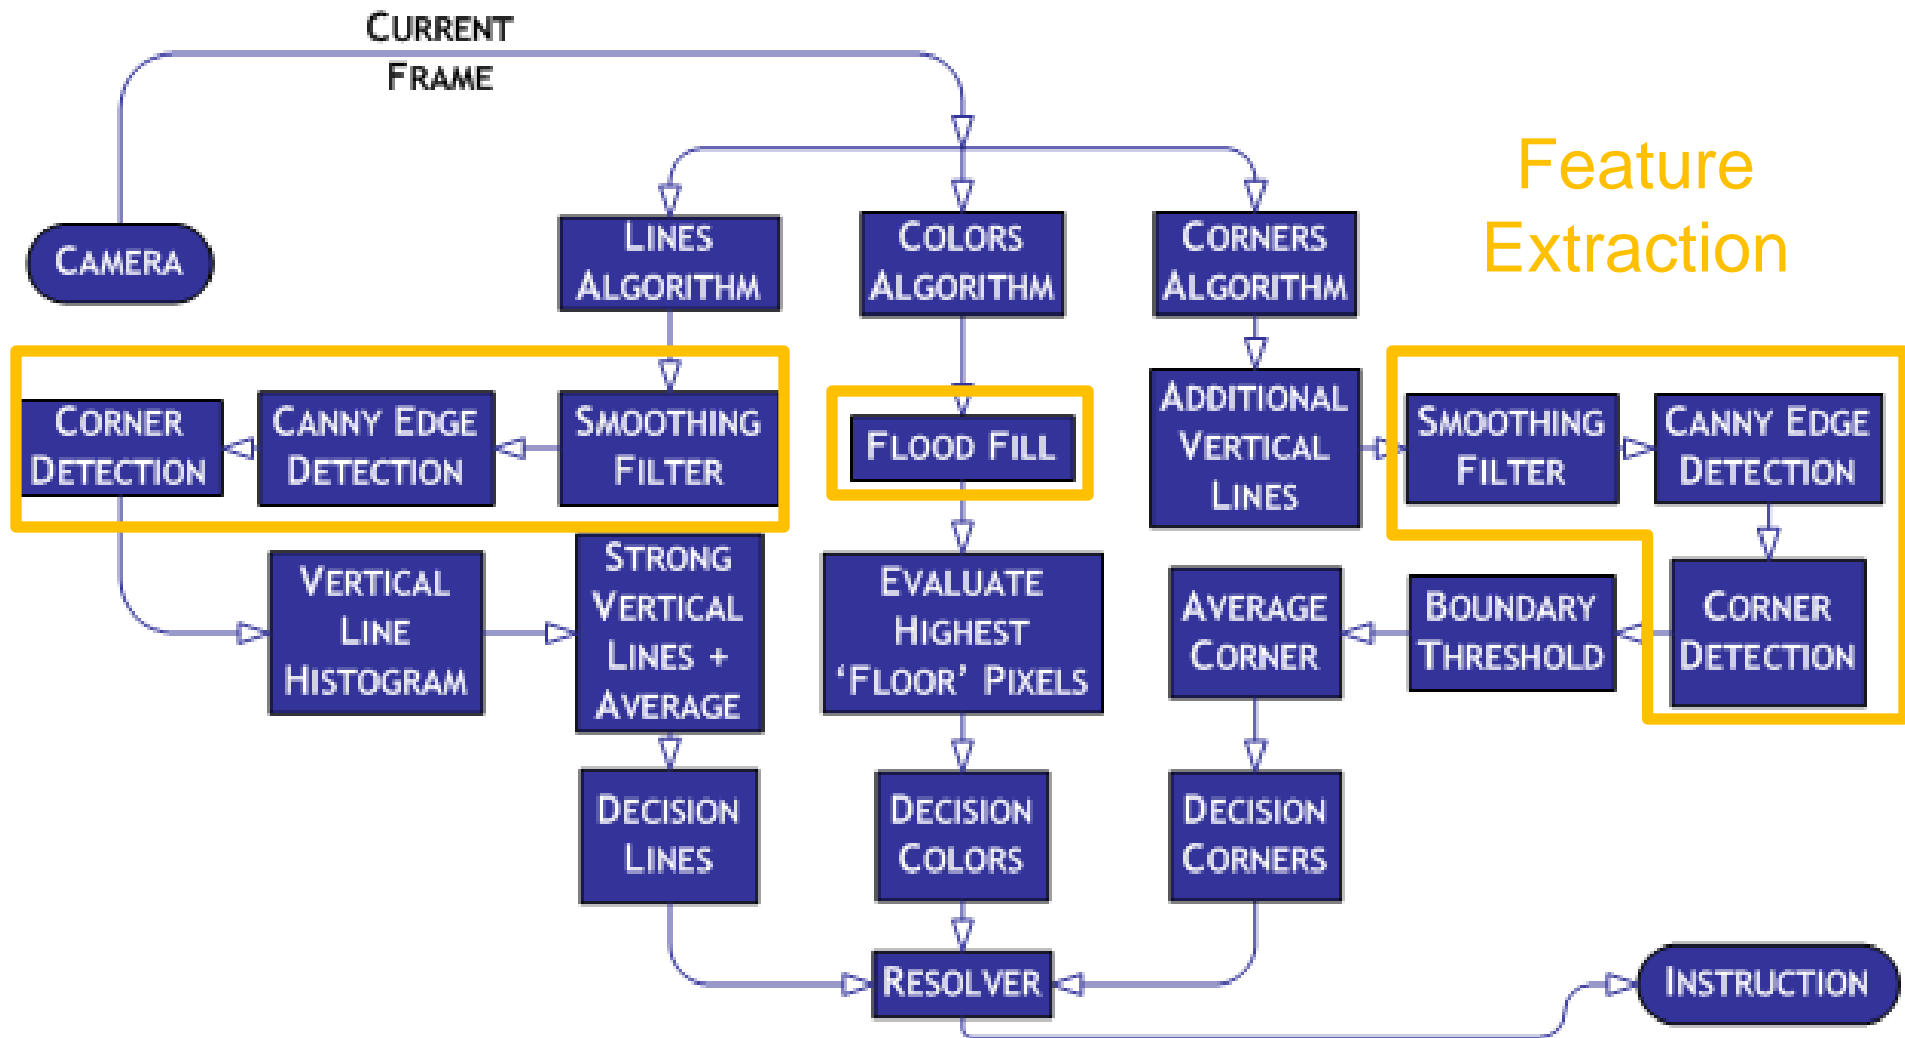 CURRENT
FRAME
Feature
Extraction
CAMERA
LINES
ALGORITHM
COLORS
ALGORITHM
CORNERS
ALGORITHM
CORNER
DETECTION
CANNY EDGE
DETECTION
SMOOTHING
FILTER
FLOOD FILL
ADDITIONAL
VERTICAL
LINES
SMOOTHING
FILTER
CANNY EDGE
DETECTION
VERTICAL
LINE
HISTOGRAM
STRONG
VERTICAL
LINES +
AVERAGE
EVALUATE
HIGHEST
‘FLOOR’ PIXELS
AVERAGE
CORNER
BOUNDARY
THRESHOLD
CORNER
DETECTION
DECISION
LINES
DECISION
COLORS
DECISION
CORNERS
RESOLVER
INSTRUCTION